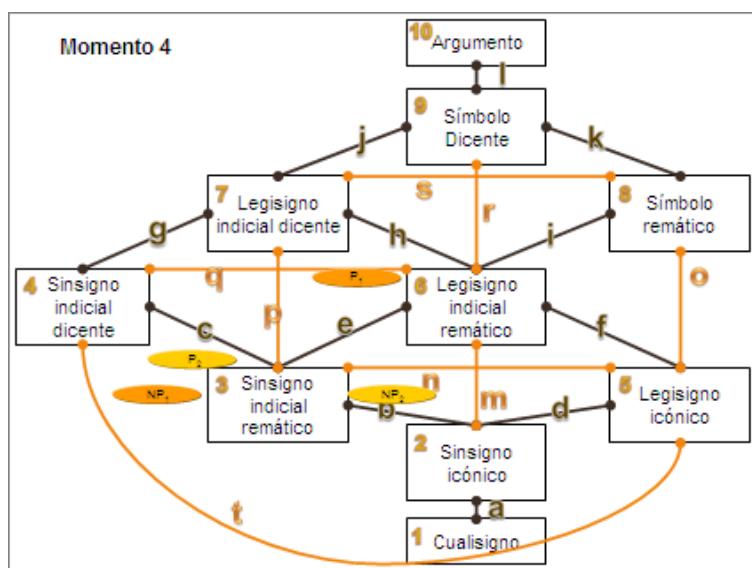 Momento 4
10
Argumento
l
9
Símbolo
Dicente
j
k
7
Legisigno
indicial dicente
s
r
8
Símbolo
remático
g
h
i
4
Sinsigno
indicial
dicente
q
P₁
p
6
Legisigno
indicial
remático
o
c
e
f
P₂
NP₁
3
Sinsigno
indicial
remático
n
NP₂
b
m
d
5
Legisigno
icónico
2
Sinsigno
icónico
t
a
1
Cualisigno